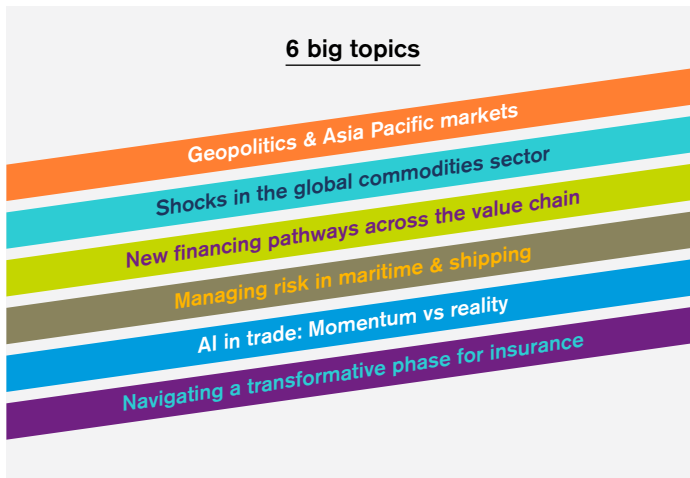 6 big topics
Geopolitics & Asia Pacific markets
Shocks in the global commodities sector
New financing pathways across the value chain
Managing risk in maritime & shipping
AI in trade: Momentum vs reality
Navigating a transformative phase for insurance